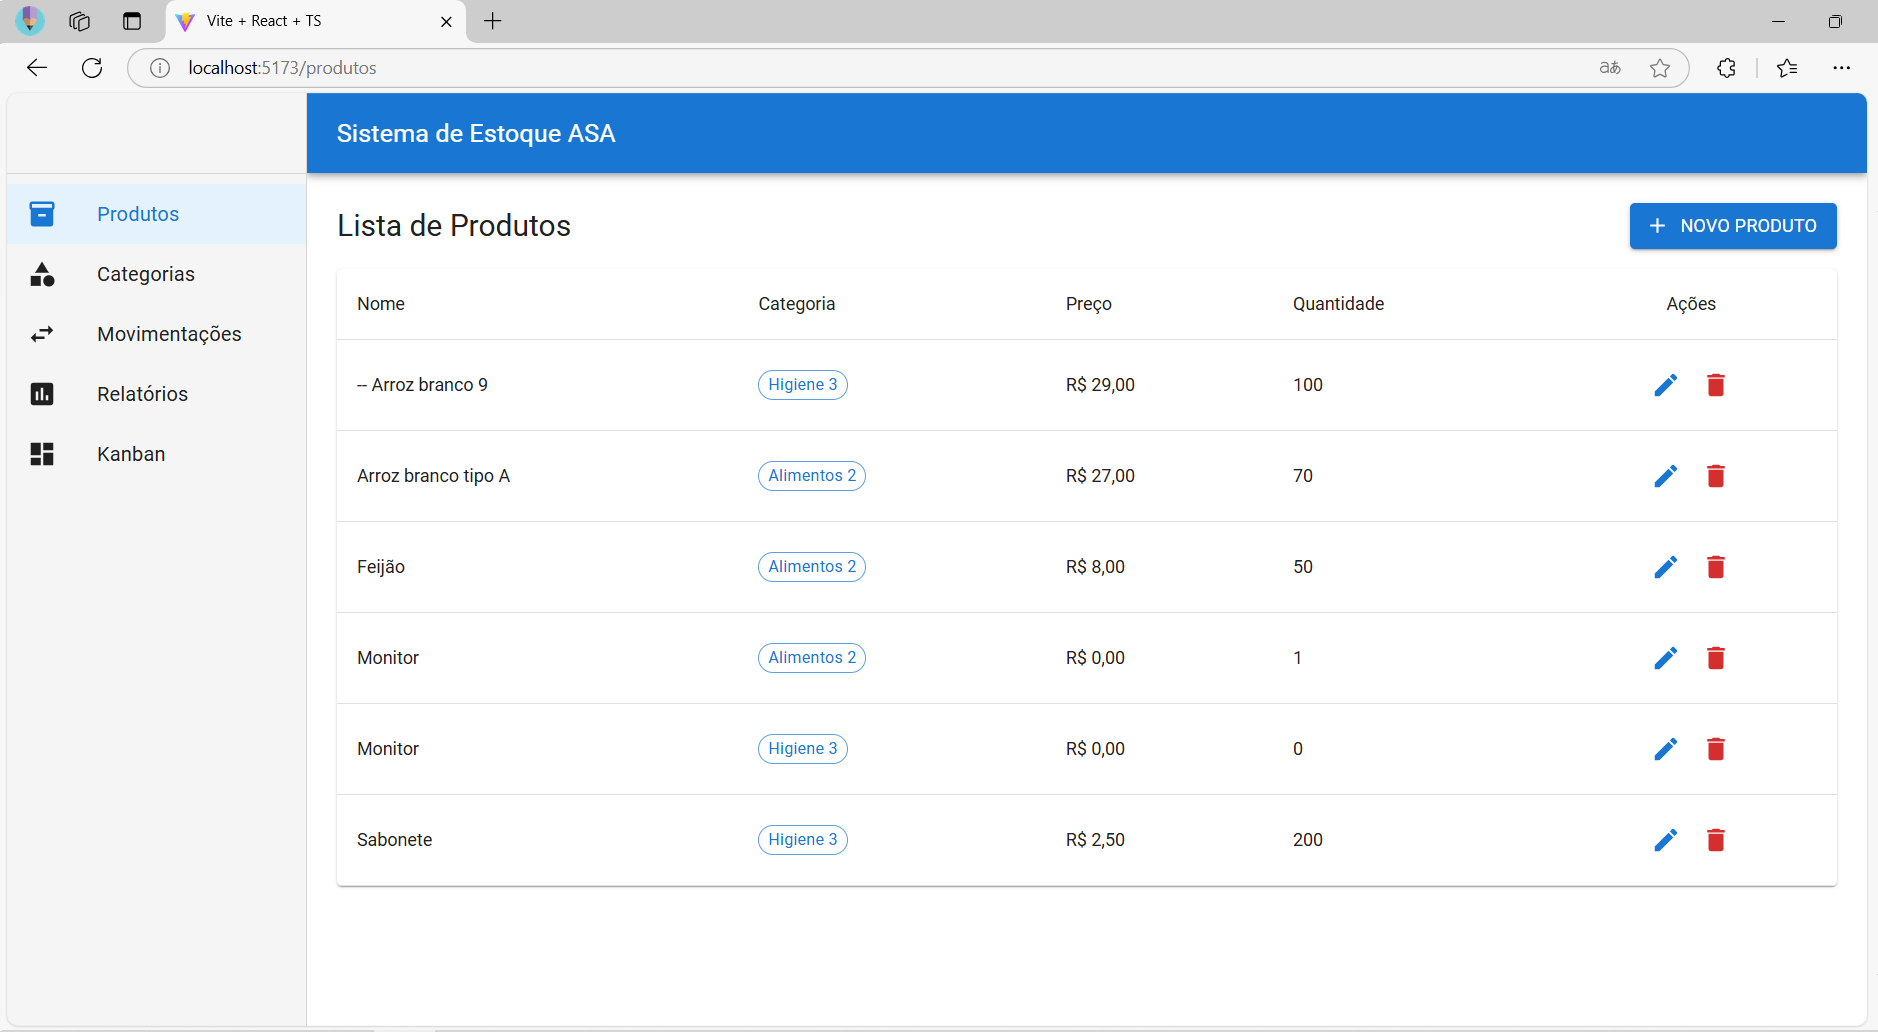 Vite + React + TS
localhost:5173/produtos
aあ
Sistema de Estoque ASA
Produtos
Categorias
Movimentações
Relatórios
Kanban
Lista de Produtos
NOVO PRODUTO
Nome Categoria Preço Quantidade Ações
-- Arroz branco 9 Higiene 3 R$ 29,00 100
Arroz branco tipo A Alimentos 2 R$ 27,00 70
Feijão Alimentos 2 R$ 8,00 50
Monitor Alimentos 2 R$ 0,00 1
Monitor Higiene 3 R$ 0,00 0
Sabonete Higiene 3 R$ 2,50 200